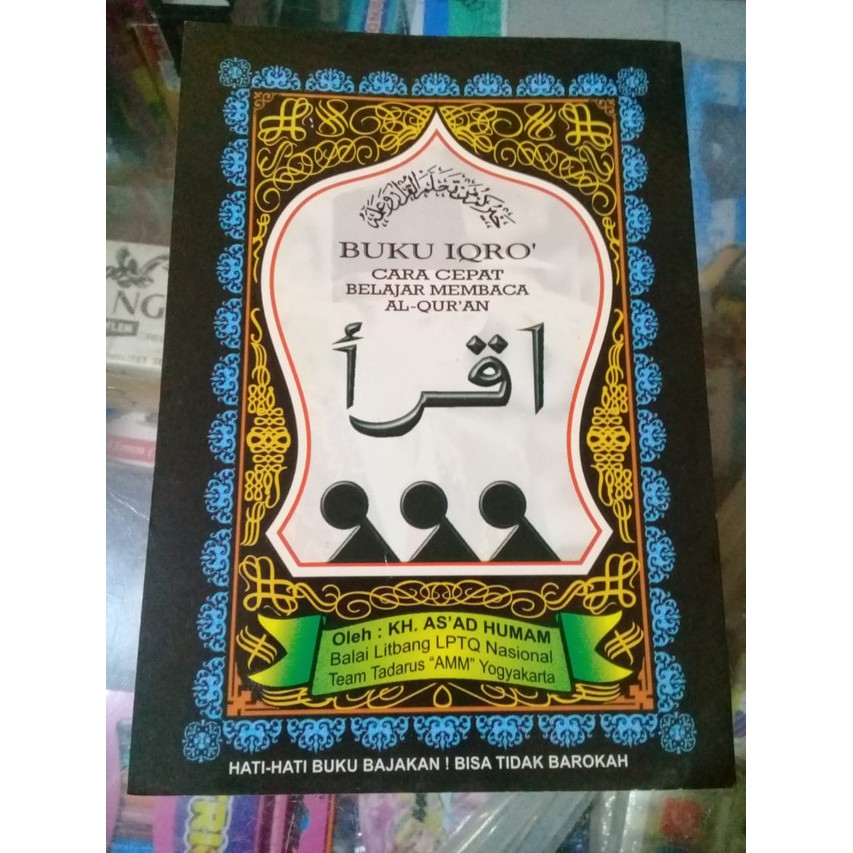 خيركم من تعلم القرآن وعلمه
BUKU IQRO'
CARA CEPAT
BELAJAR MEMBACA
AL-QUR'AN
اقرأ
Oleh : KH. AS'AD HUMAM
Balai Litbang LPTQ Nasional
Team Tadarus "AMM" Yogyakarta
HATI-HATI BUKU BAJAKAN ! BISA TIDAK BAROKAH
NG